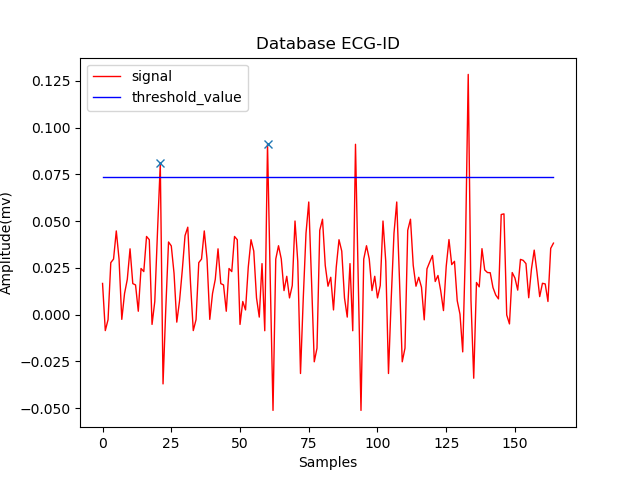 Database ECG-ID
signal
threshold_value
0.125
0.100
0.075
0.050
0.025
0.000
−0.025
−0.050
Amplitude(mv)
0 25 50 75 100 125 150
Samples